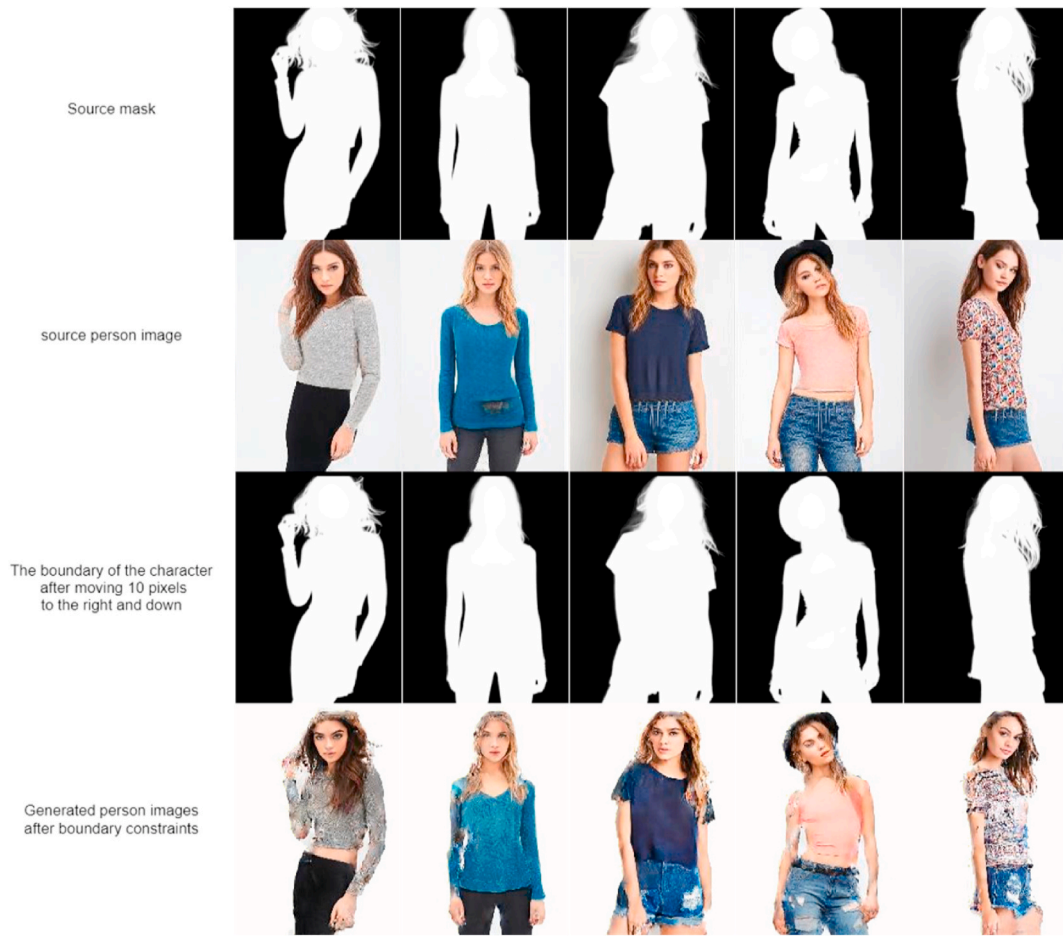 Source mask
source person image
The boundary of the character
after moving 10 pixels
to the right and down
Generated person images
after boundary constraints